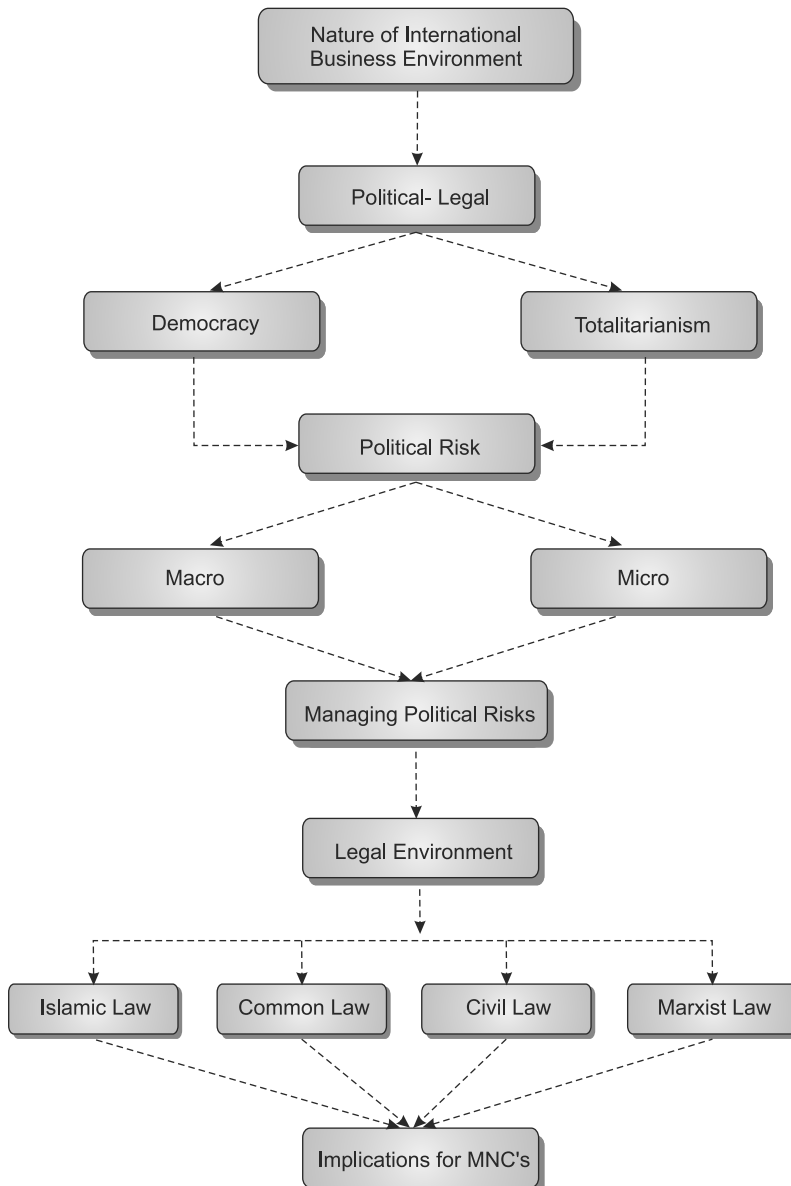 Nature of International
Business Environment
Political- Legal
Democracy
Totalitarianism
Political Risk
Macro
Micro
Managing Political Risks
Legal Environment
Islamic Law
Common Law
Civil Law
Marxist Law
Implications for MNC's